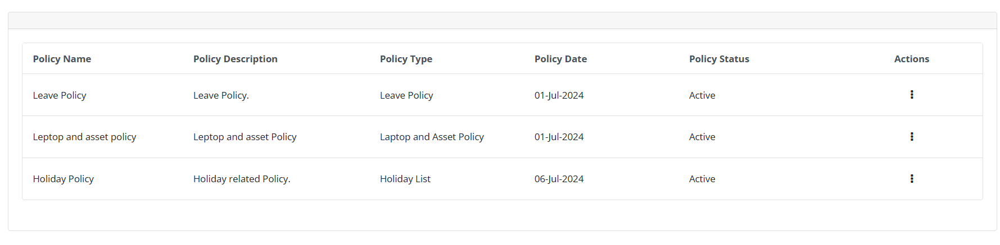 Policy Name Policy Description Policy Type Policy Date Policy Status Actions
Leave Policy Leave Policy. Leave Policy 01-Jul-2024 Active
Leptop and asset policy Leptop and asset Policy Laptop and Asset Policy 01-Jul-2024 Active
Holiday Policy Holiday related Policy. Holiday List 06-Jul-2024 Active